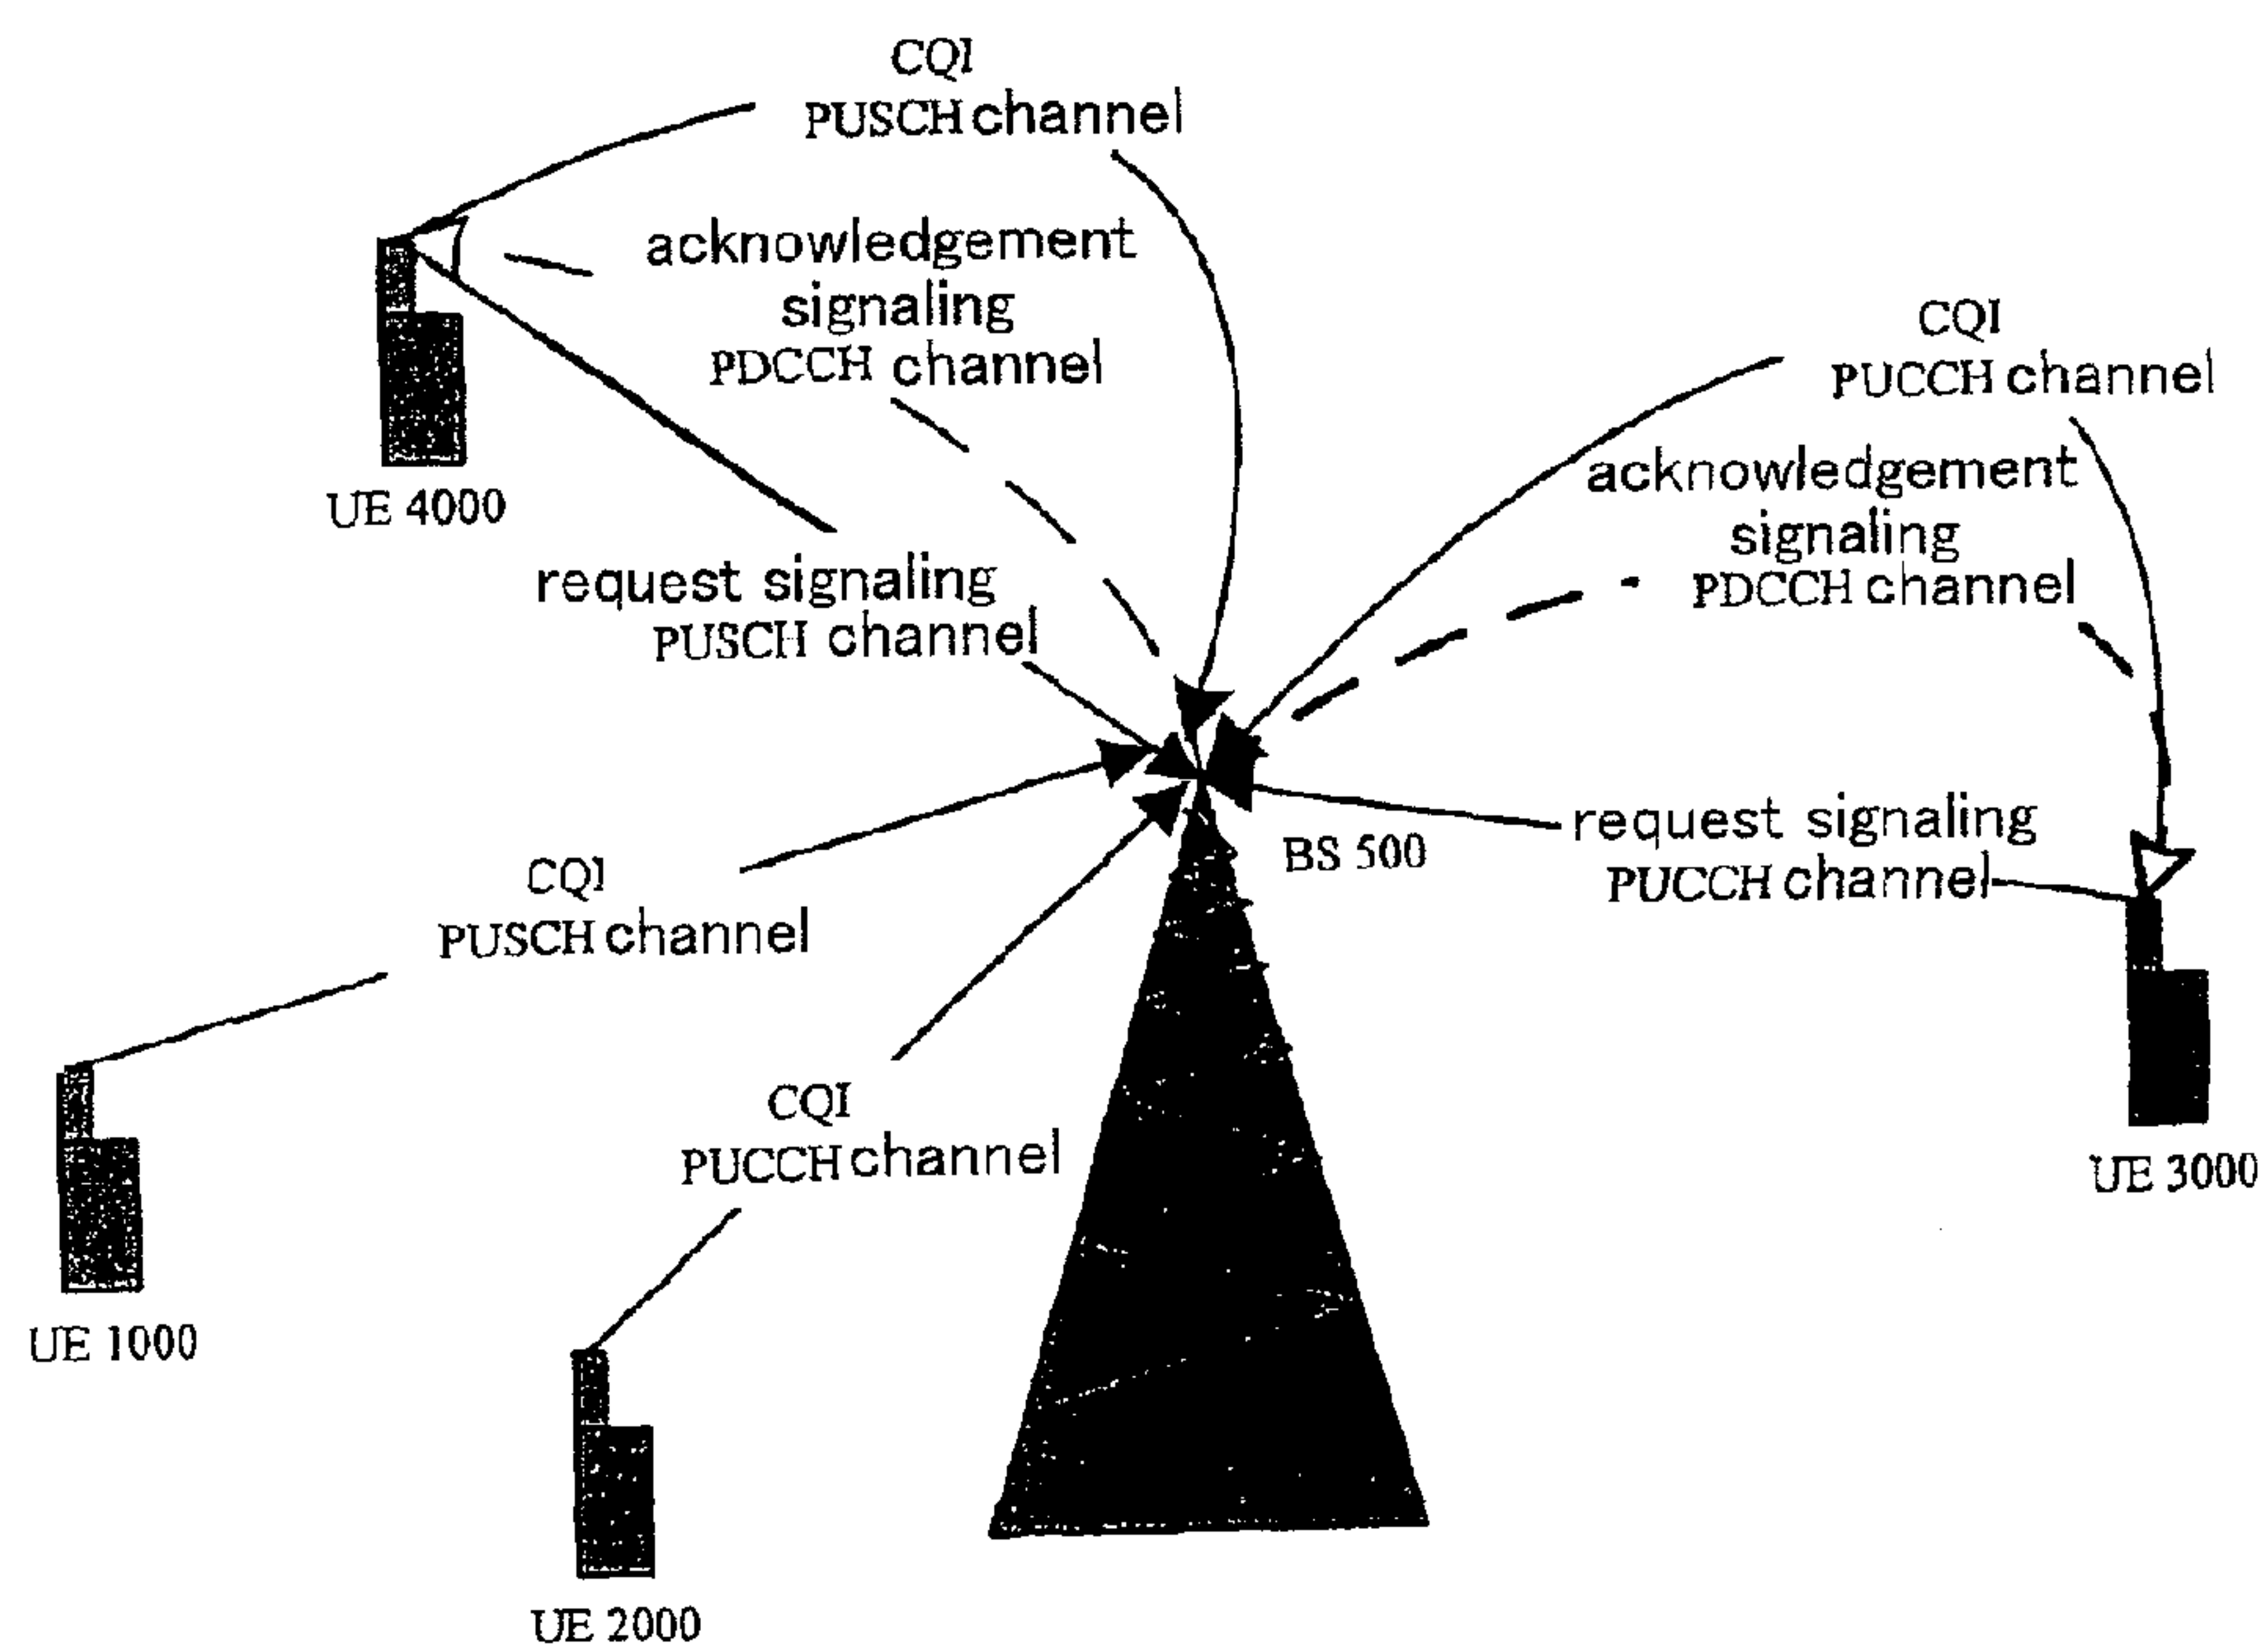 CQI
PUSCH channel
acknowledgement
signaling
PDCCH channel
UE 4000
request signaling
PUSCH channel
CQI
PUCCH channel
acknowledgement
signaling
PDCCH channel
BS 500
request signaling
PUCCH channel
UE 3000
CQI
PUSCH channel
UE 1000
CQI
PUCCH channel
UE 2000